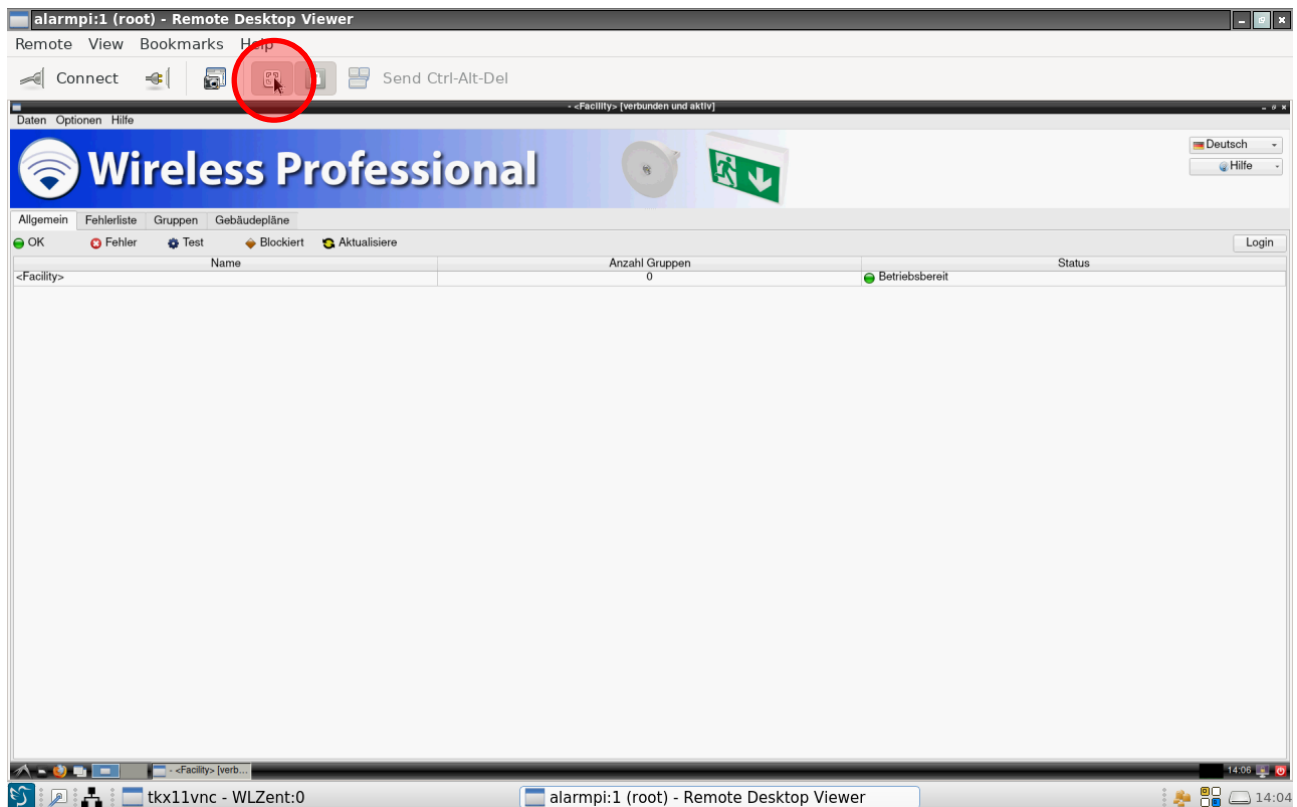 alarmpi:1 (root) - Remote Desktop Viewer
Remote View Bookmarks Help
Connect Send Ctrl-Alt-Del
- <Facility> [verbunden und aktiv]
Daten Optionen Hilfe
Wireless Professional
Deutsch
Hilfe
Allgemein Fehlerliste Gruppen Gebäudepläne
OK Fehler Test Blockiert Aktualisiere Login
Name Anzahl Gruppen Status
<Facility> 0 Betriebsbereit
- <Facility> [verb... 14:06
tkx11vnc - WLZent:0 alarmpi:1 (root) - Remote Desktop Viewer 14:04